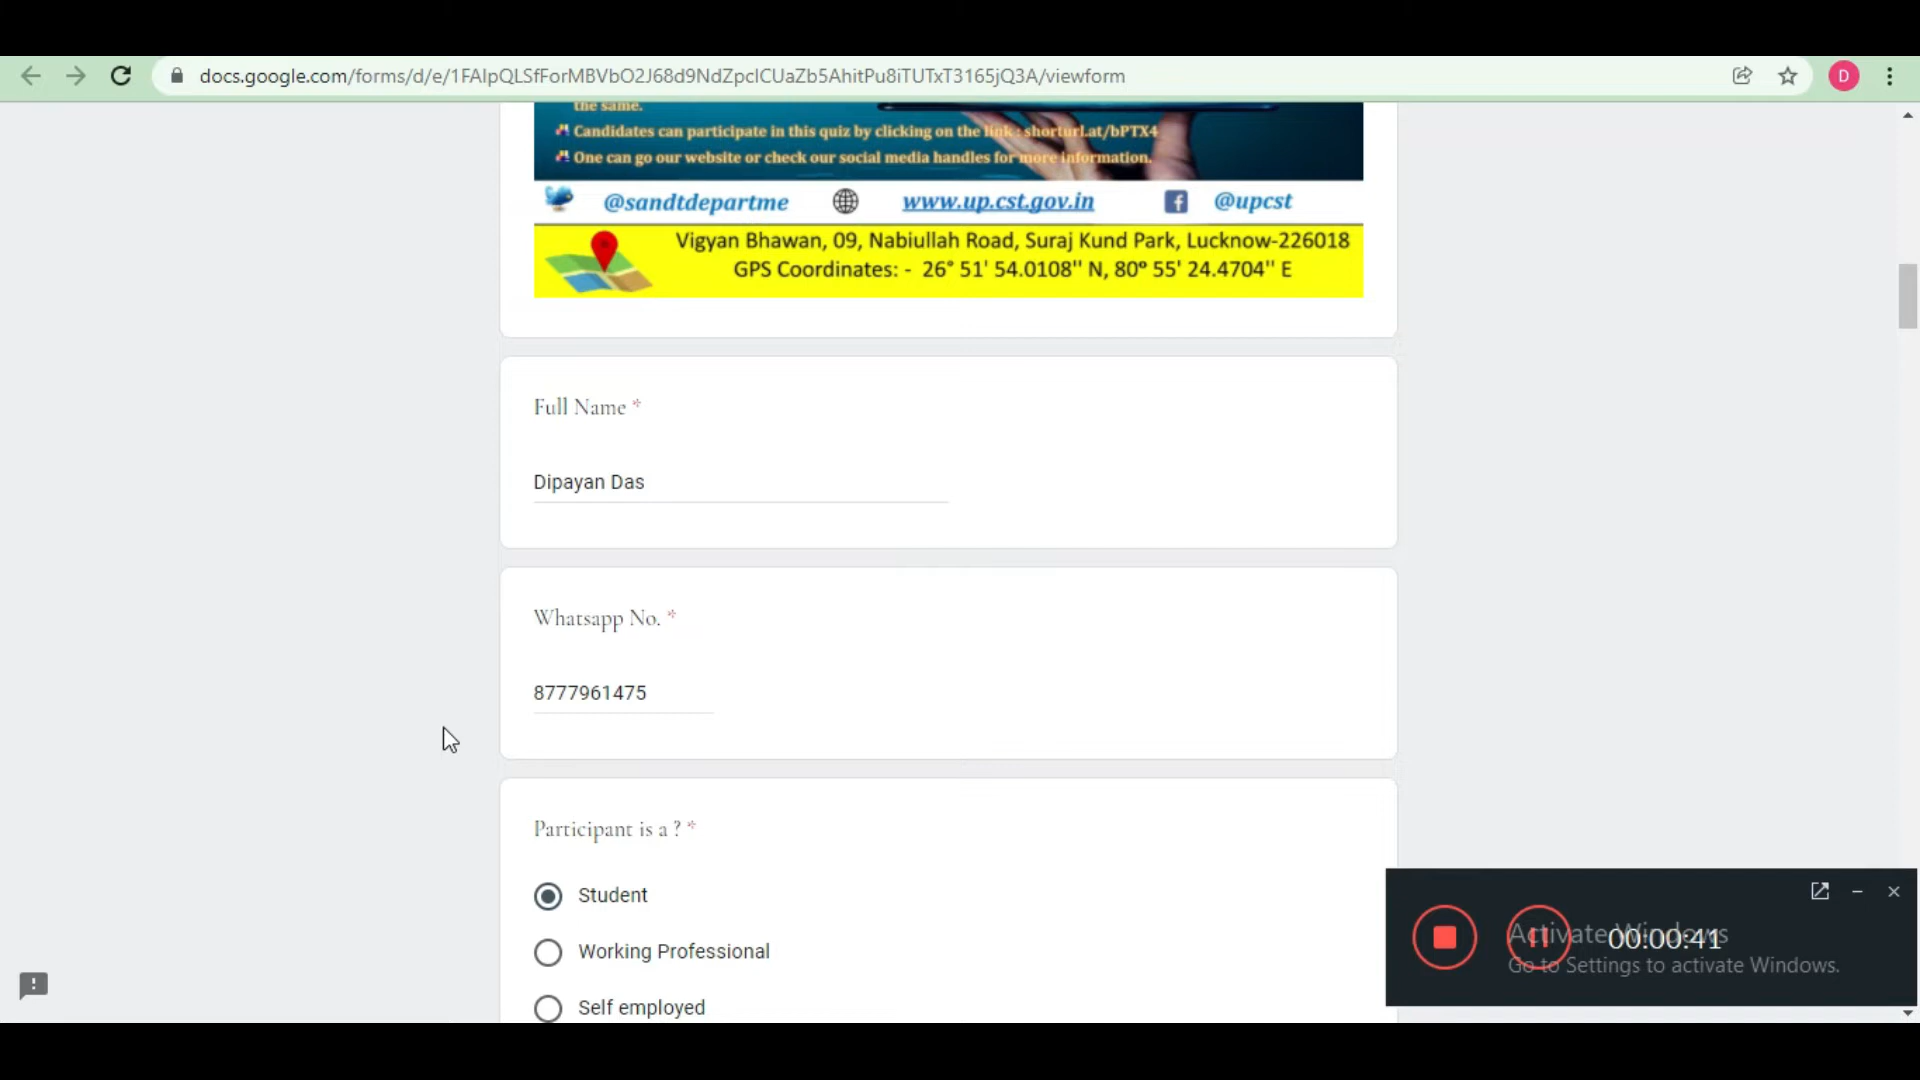 docs.google.com/forms/d/e/1FAIpQLSfForMBVbO2J68d9NdZpclCUaZb5AhitPu8iTUTxT3165jQ3A/viewform
D
the same.
Candidates can participate in this quiz by clicking on the link : shorturl.at/bPTX4
One can go our website or check our social media handles for more information.
@sandtdepartme www.up.cst.gov.in @upcst
Vigyan Bhawan, 09, Nabiullah Road, Suraj Kund Park, Lucknow-226018
GPS Coordinates: - 26° 51' 54.0108'' N, 80° 55' 24.4704'' E
Full Name *
Dipayan Das
Whatsapp No. *
8777961475
Participant is a ? *
Student
Working Professional
Self employed
Activate Windows
00:00:41
Go to Settings to activate Windows.